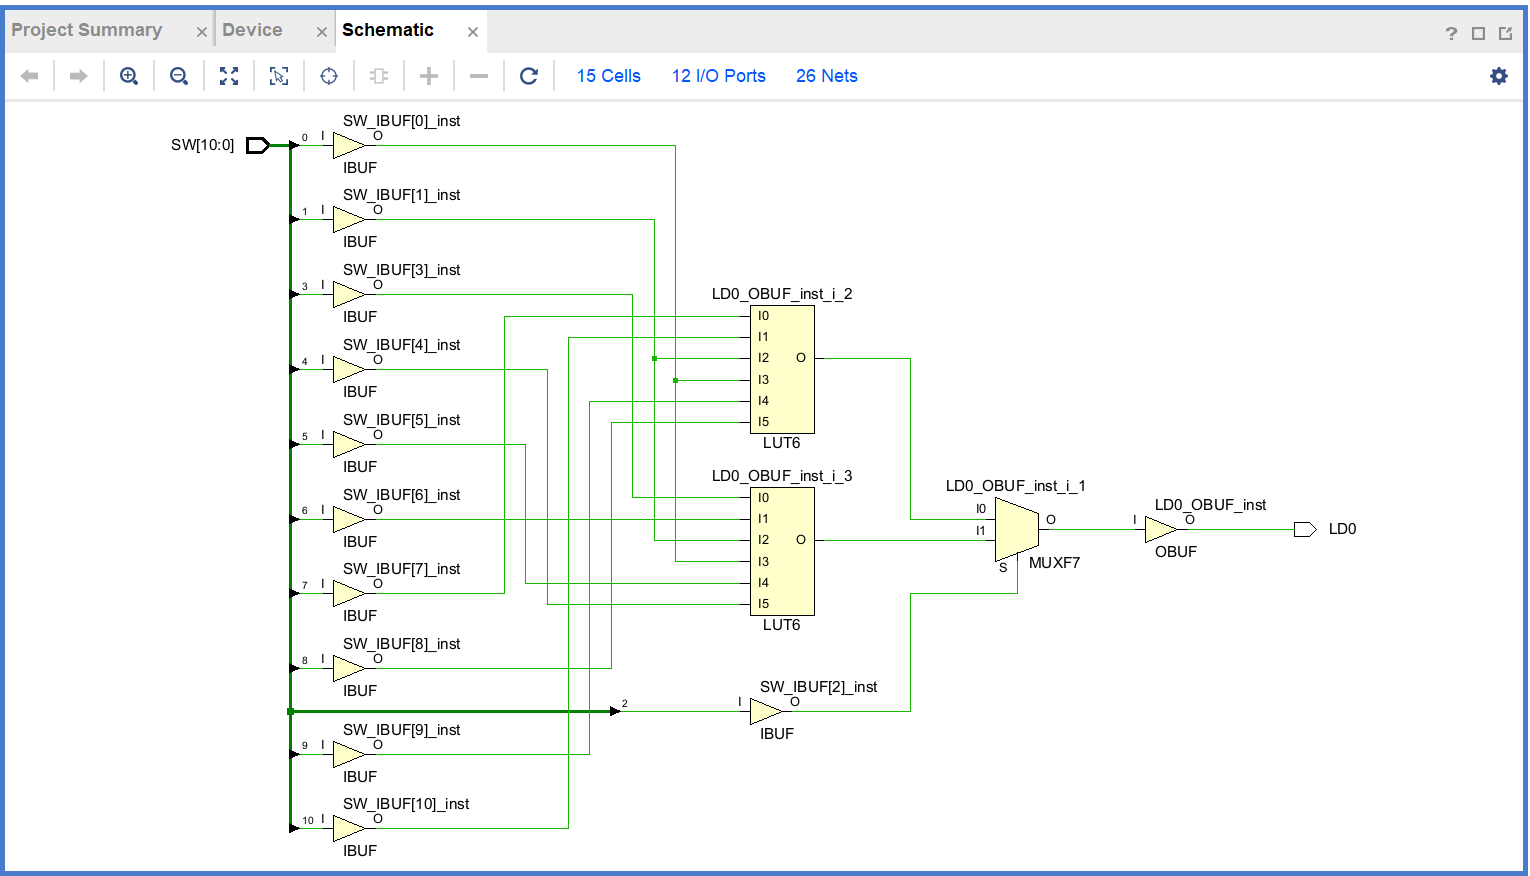 Project Summary × Device × Schematic ×
?
15 Cells 12 I/O Ports 26 Nets
SW[10:0]
SW_IBUF[0]_inst
0 I O
IBUF
SW_IBUF[1]_inst
1 I O
IBUF
SW_IBUF[3]_inst
3 I O
IBUF
SW_IBUF[4]_inst
4 I O
IBUF
SW_IBUF[5]_inst
5 I O
IBUF
SW_IBUF[6]_inst
6 I O
IBUF
SW_IBUF[7]_inst
7 I O
IBUF
SW_IBUF[8]_inst
8 I O
IBUF
2
SW_IBUF[9]_inst
9 I O
IBUF
SW_IBUF[10]_inst
10 I O
IBUF
LD0_OBUF_inst_i_2
I0
I1
I2 O
I3
I4
I5
LUT6
LD0_OBUF_inst_i_3
I0
I1
I2 O
I3
I4
I5
LUT6
SW_IBUF[2]_inst
I O
IBUF
LD0_OBUF_inst_i_1
I0
O
I1
S MUXF7
LD0_OBUF_inst
I O
OBUF
LD0